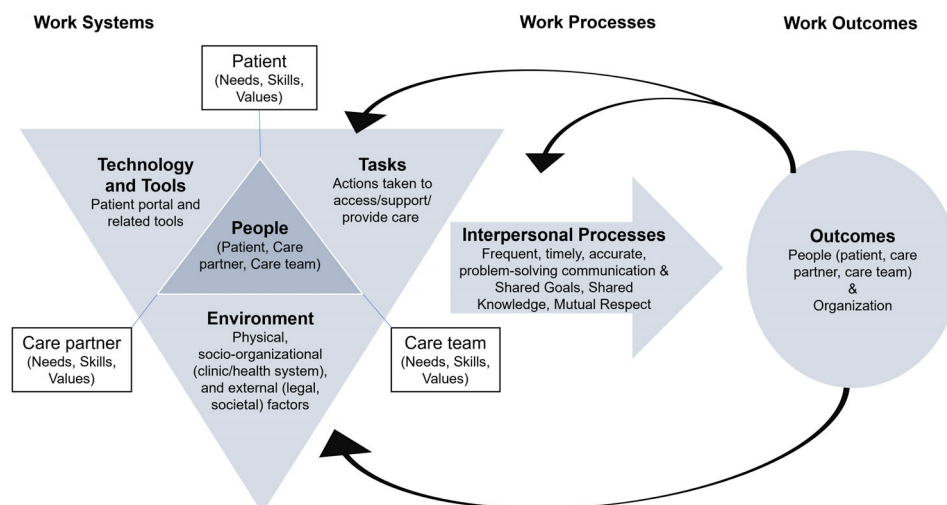 Work Systems
Work Processes
Work Outcomes
Patient
(Needs, Skills,
Values)
Technology
and Tools
Patient portal and
related tools
Tasks
Actions taken to
access/support/
provide care
People
(Patient, Care
partner, Care team)
Interpersonal Processes
Frequent, timely, accurate,
problem-solving communication &
Shared Goals, Shared
Knowledge, Mutual Respect
Outcomes
People (patient, care
partner, care team)
&
Organization
Care partner
(Needs, Skills,
Values)
Environment
Physical,
socio-organizational
(clinic/health system),
and external (legal,
societal) factors
Care team
(Needs, Skills,
Values)